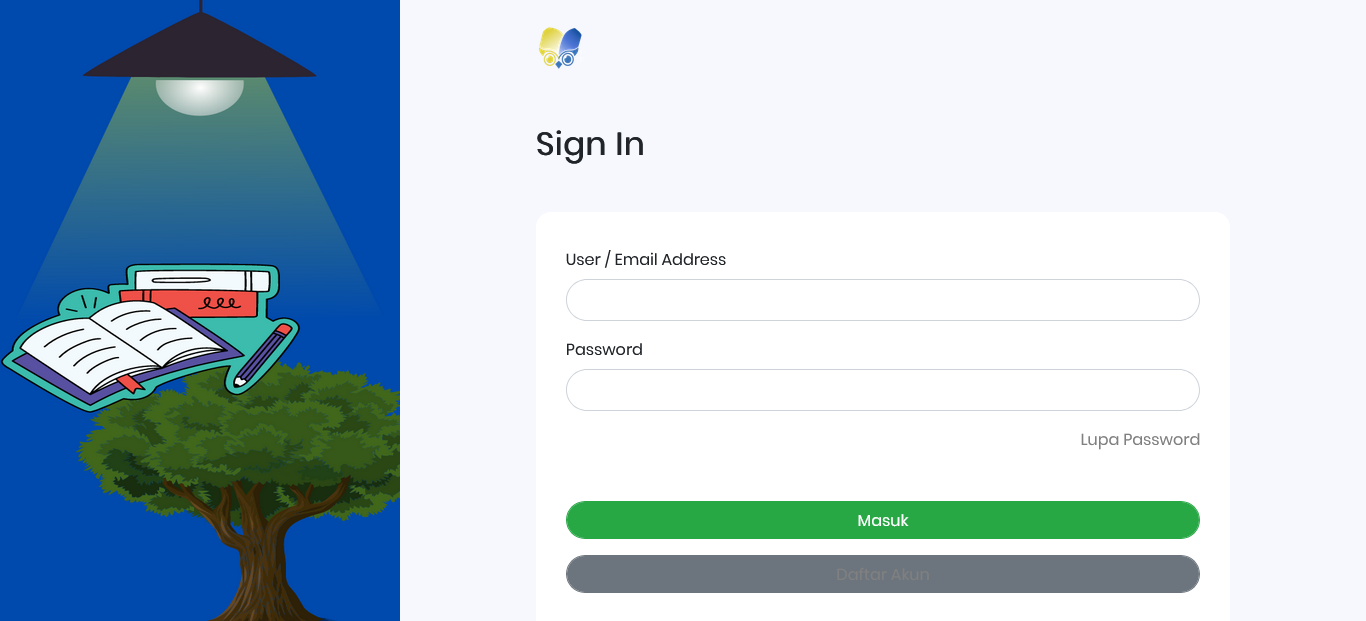 Sign In
User / Email Address
Password
Lupa Password
Masuk
Daftar Akun